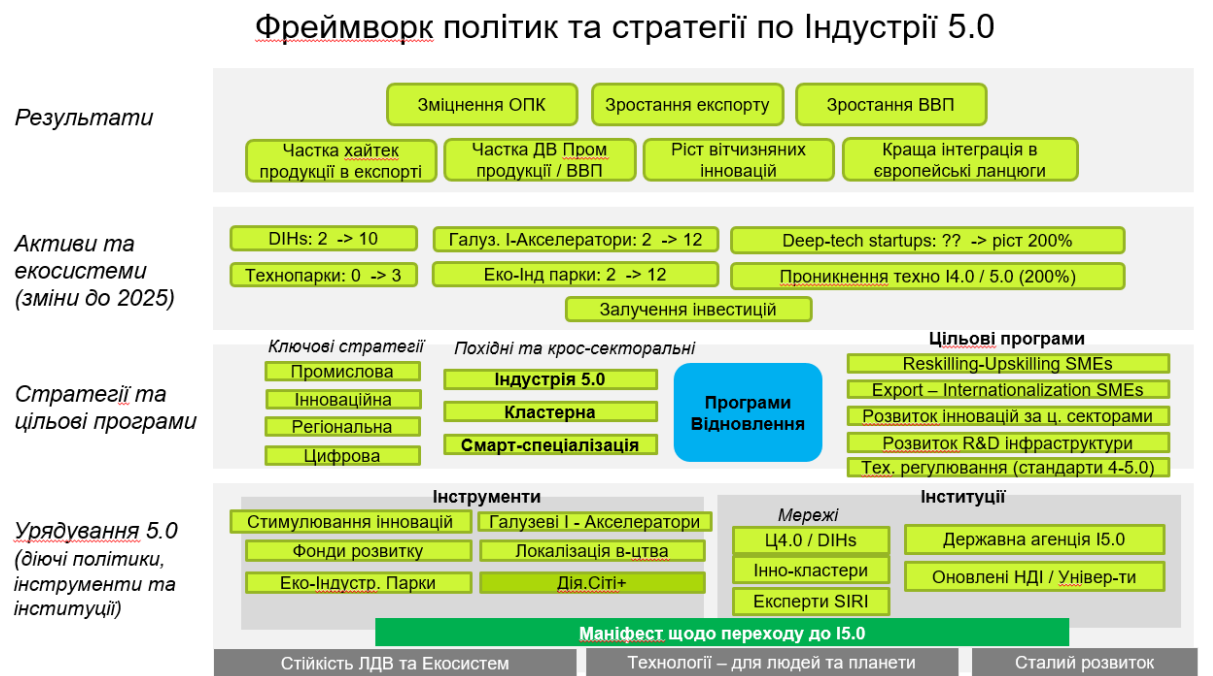 Фреймворк політик та стратегії по Індустрії 5.0
Результати
Зміцнення ОПК
Зростання експорту
Зростання ВВП
Частка хайтек
продукції в експорті
Частка ДВ Пром
продукції / ВВП
Ріст вітчизняних
інновацій
Краща інтеграція в
європейські ланцюги
Активи та
екосистеми
(зміни до 2025)
DIHs: 2 -> 10
Галуз. І-Акселератори: 2 -> 12
Deep-tech startups: ?? -> ріст 200%
Технопарки: 0 -> 3
Еко-Інд парки: 2 -> 12
Проникнення техно І4.0 / 5.0 (200%)
Залучення інвестицій
Стратегії та
цільові програми
Ключові стратегії
Промислова
Інноваційна
Регіональна
Цифрова
Похідні та крос-секторальні
Індустрія 5.0
Кластерна
Смарт-спеціалізація
Програми
Відновлення
Цільові програми
Reskilling-Upskilling SMEs
Export – Internationalization SMEs
Розвиток інновацій за ц. секторами
Розвиток R&D інфраструктури
Тех. регулювання (стандарти 4-5.0)
Урядування 5.0
(діючі політики,
інструменти та
інституції)
Інструменти
Стимулювання інновацій
Галузеві І - Акселератори
Фонди розвитку
Локалізація в-цтва
Еко-Індустр. Парки
Дія.Сіті+
Інституції
Мережі
Ц4.0 / DIHs
Інно-кластери
Експерти SIRI
Державна агенція І5.0
Оновлені НДІ / Універ-ти
Маніфест щодо переходу до І5.0
Стійкість ЛДВ та Екосистем
Технології – для людей та планети
Сталий розвиток